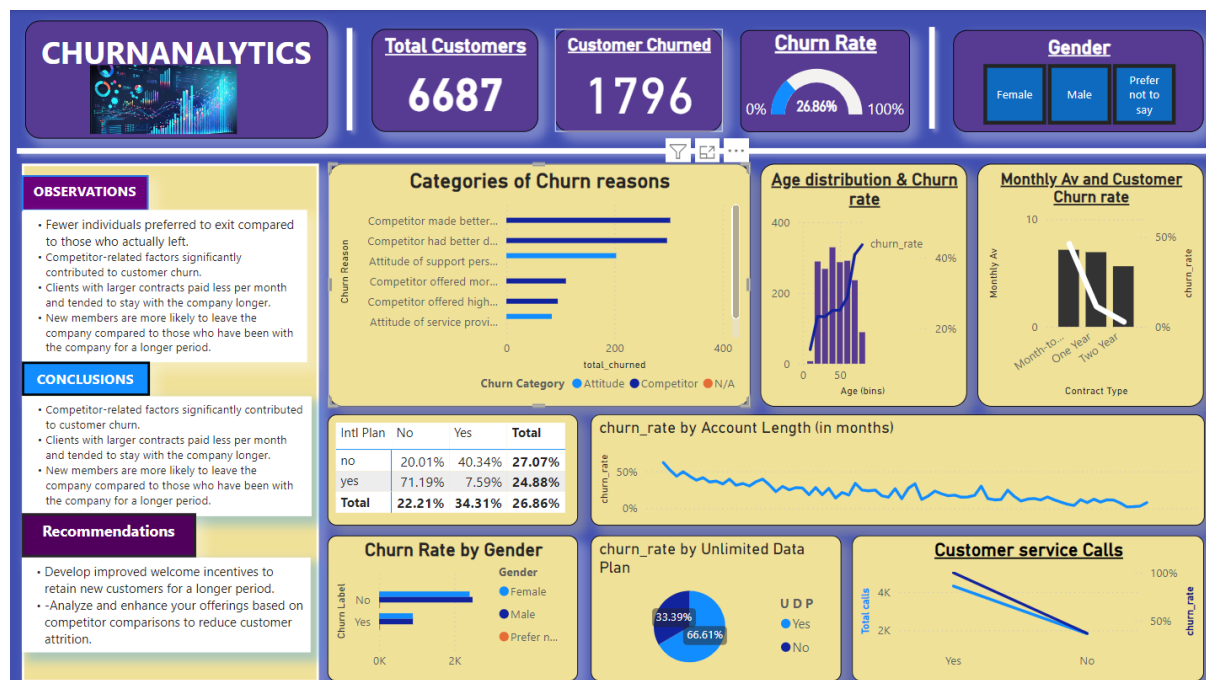 CHURNANALYTICS
Total Customers
6687
Customer Churned
1796
Churn Rate
0%
26.86%
100%
Gender
Female
Male
Prefer
not to
say
OBSERVATIONS
• Fewer individuals preferred to exit compared
to those who actually left.
• Competitor-related factors significantly
contributed to customer churn.
• Clients with larger contracts paid less per month
and tended to stay with the company longer.
• New members are more likely to leave the
company compared to those who have been with
the company for a longer period.
CONCLUSIONS
• Competitor-related factors significantly contributed
to customer churn.
• Clients with larger contracts paid less per month
and tended to stay with the company longer.
• New members are more likely to leave the
company compared to those who have been with
the company for a longer period.
Recommendations
• Develop improved welcome incentives to
retain new customers for a longer period.
• -Analyze and enhance your offerings based on
competitor comparisons to reduce customer
attrition.
Categories of Churn reasons
Churn Reason
Competitor made better...
Competitor had better d...
Attitude of support pers...
Competitor offered mor...
Competitor offered high...
Attitude of service provi...
0 200 400
total_churned
Churn Category Attitude Competitor N/A
Age distribution & Churn
rate
400
200
0
churn_rate
40%
20%
0 50
Age (bins)
Monthly Av and Customer
Churn rate
10
0
Monthly Av
50%
0%
churn_rate
Month-to... One Year Two Year
Contract Type
Intl Plan No Yes Total
no 20.01% 40.34% 27.07%
yes 71.19% 7.59% 24.88%
Total 22.21% 34.31% 26.86%
churn_rate by Account Length (in months)
churn_rate
50%
0%
Churn Rate by Gender
Churn Label
No
Yes
0K 2K
Gender
Female
Male
Prefer n...
churn_rate by Unlimited Data
Plan
33.39%
66.61%
U D P
Yes
No
Customer service Calls
Total calls
4K
2K
100%
50%
churn_rate
Yes No